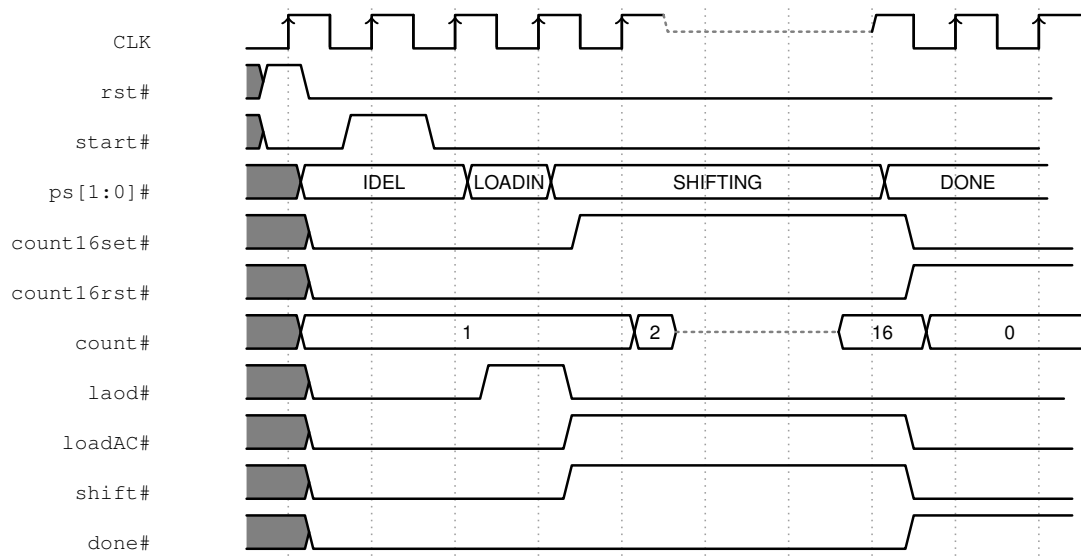 CLK
rst#
start#
ps[1:0]# IDEL LOADIN SHIFTING DONE
count16set#
count16rst#
count# 1 2 16 0
laod#
loadAC#
shift#
done#